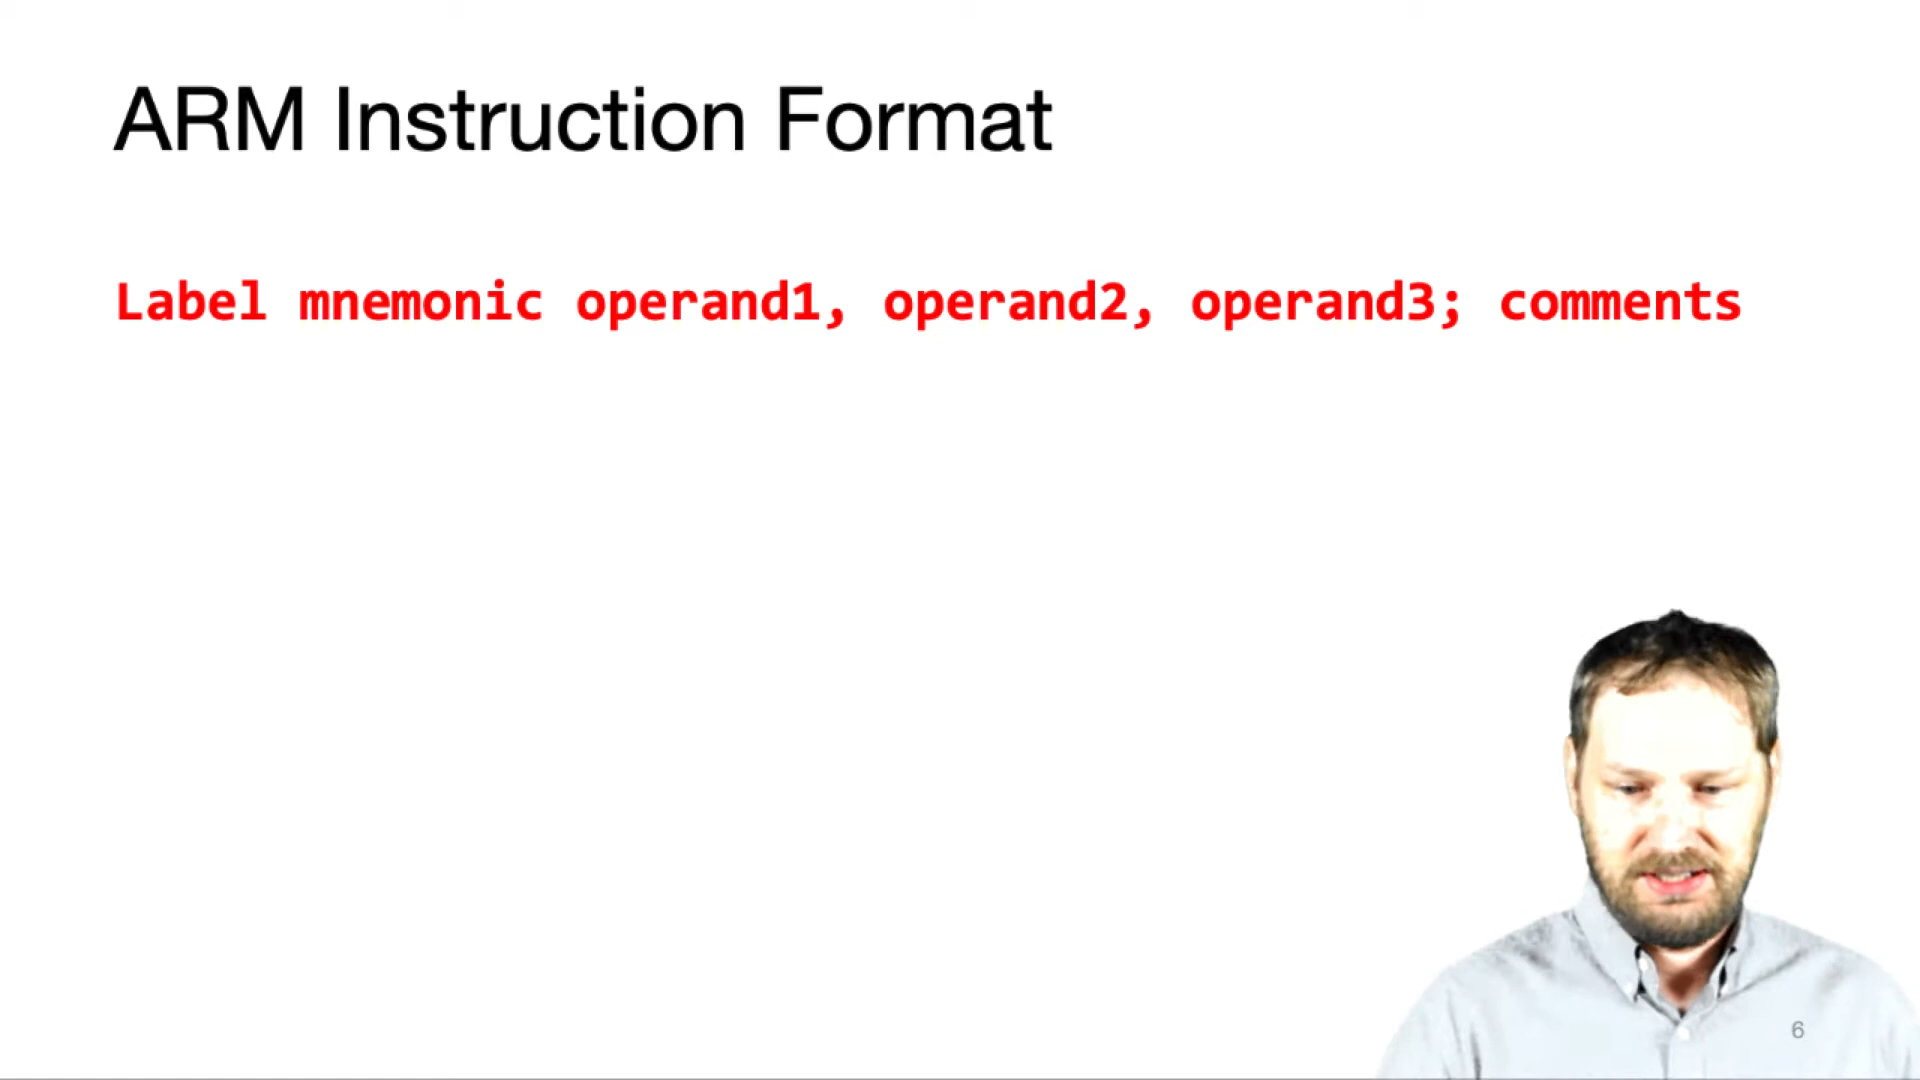 ARM Instruction Format
Label mnemonic operand1, operand2, operand3; comments
6